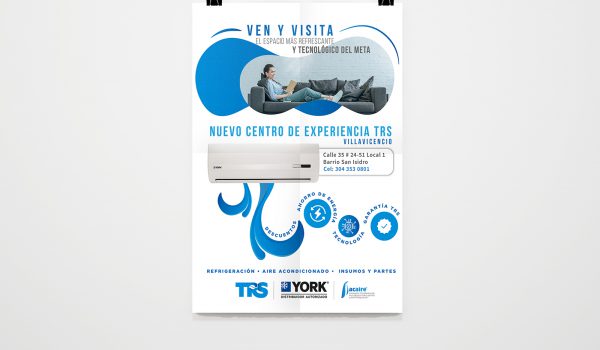 VEN Y VISITA
EL ESPACIO MÁS REFRESCANTE
Y TECNOLÓGICO DEL META
NUEVO CENTRO DE EXPERIENCIA TRS
VILLAVICENCIO
Calle 35 # 24-51 Local 1
Barrio San Isidro
Cel: 304 353 0801
YORK
DESCUENTOS
AHORRO DE ENERGÍA
TECNOLOGÍA
GARANTÍA TRS
REFRIGERACIÓN • AIRE ACONDICIONADO • INSUMOS Y PARTES
TRS
YORK
DISTRIBUIDOR AUTORIZADO
acaire